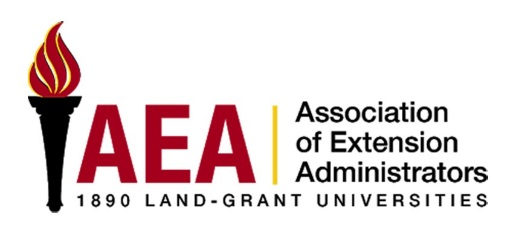 AEA
Association
of Extension
Administrators
1890 LAND-GRANT UNIVERSITIES